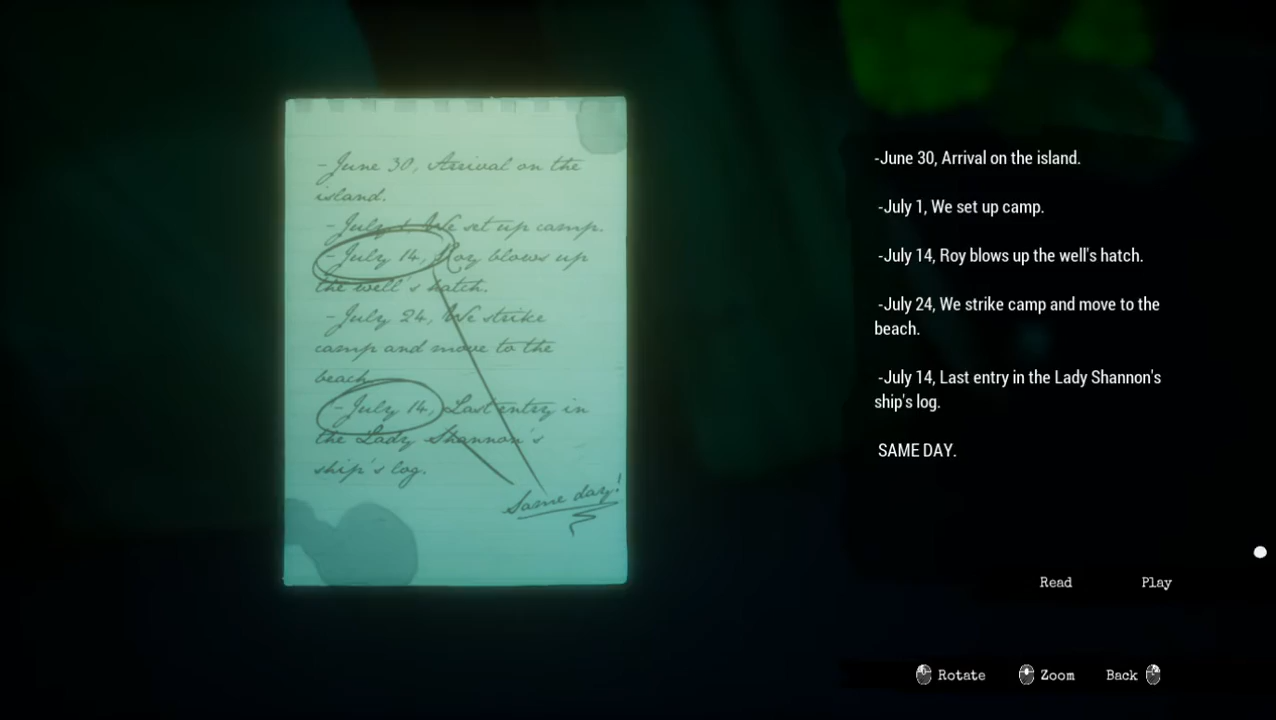 - June 30, Arrival on the
island.
- July 1, We set up camp.
- July 14, Roy blows up
the well's hatch.
- July 24, We strike
camp and move to the
beach.
- July 14, Last entry in
the Lady Shannon's
ship's log.
Same day!
-June 30, Arrival on the island.
-July 1, We set up camp.
-July 14, Roy blows up the well's hatch.
-July 24, We strike camp and move to the
beach.
-July 14, Last entry in the Lady Shannon's
ship's log.
SAME DAY.
Read Play
Rotate Zoom Back